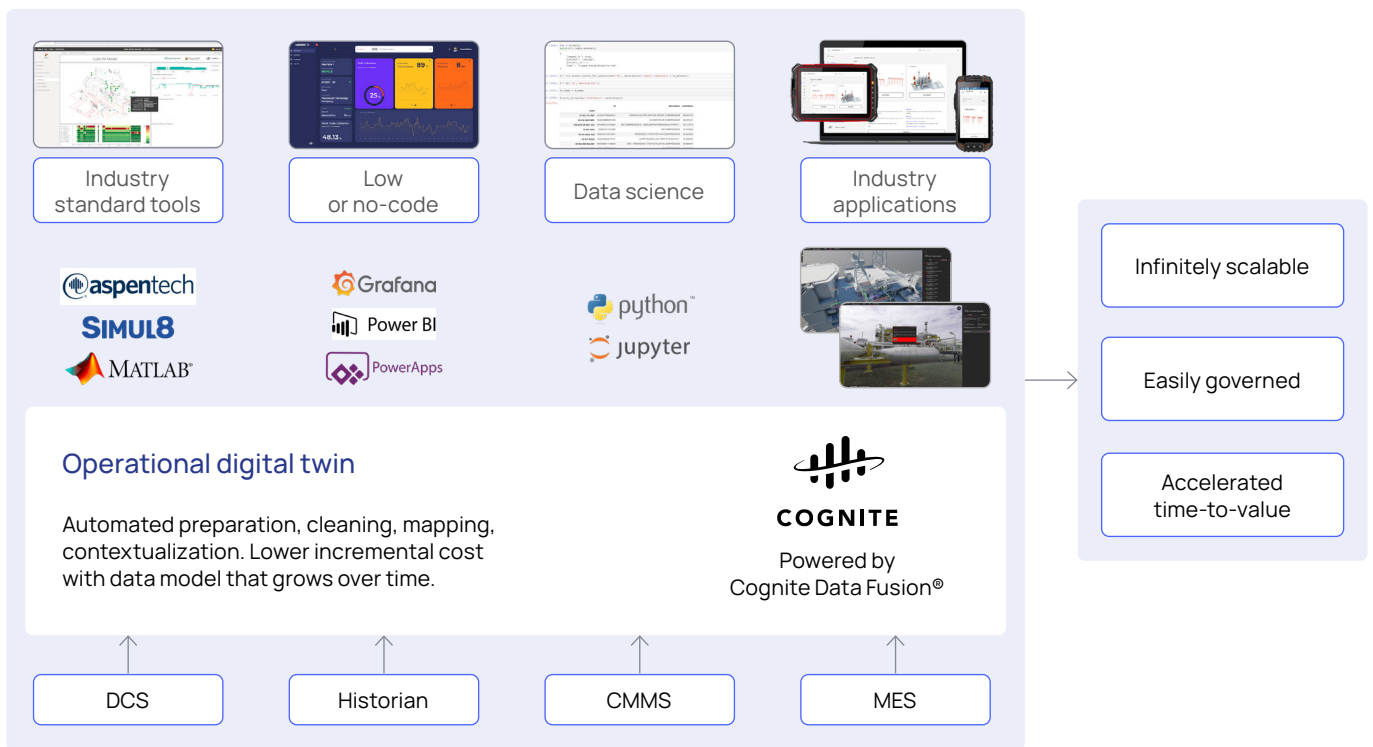 Industry
standard tools
Low
or no-code
Data science
Industry
applications
aspentech
SIMUL8
MATLAB®
Grafana
Power BI
PowerApps
python™
jupyter
Operational digital twin
Automated preparation, cleaning, mapping,
contextualization. Lower incremental cost
with data model that grows over time.
COGNITE
Powered by
Cognite Data Fusion®
DCS
Historian
CMMS
MES
Infinitely scalable
Easily governed
Accelerated
time-to-value